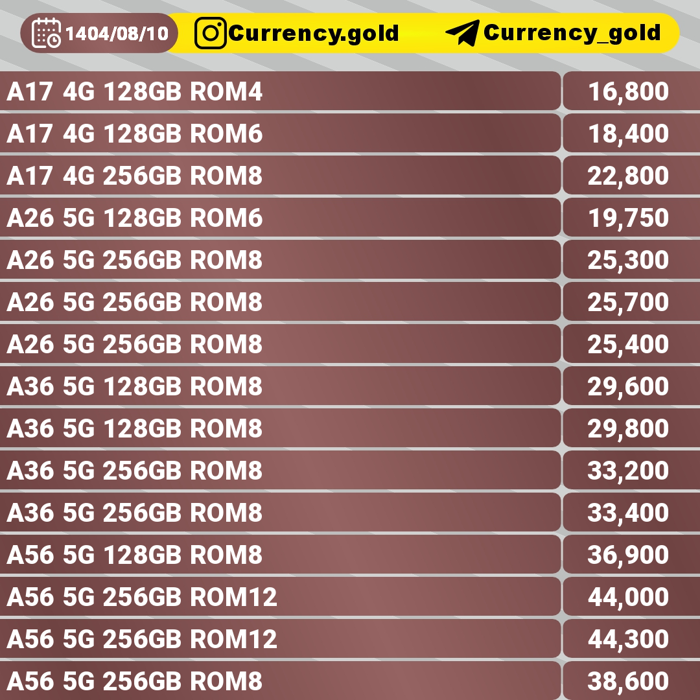 1404/08/10 Currency.gold Currency_gold
A17 4G 128GB ROM4 16,800
A17 4G 128GB ROM6 18,400
A17 4G 256GB ROM8 22,800
A26 5G 128GB ROM6 19,750
A26 5G 256GB ROM8 25,300
A26 5G 256GB ROM8 25,700
A26 5G 256GB ROM8 25,400
A36 5G 128GB ROM8 29,600
A36 5G 128GB ROM8 29,800
A36 5G 256GB ROM8 33,200
A36 5G 256GB ROM8 33,400
A56 5G 128GB ROM8 36,900
A56 5G 256GB ROM12 44,000
A56 5G 256GB ROM12 44,300
A56 5G 256GB ROM8 38,600